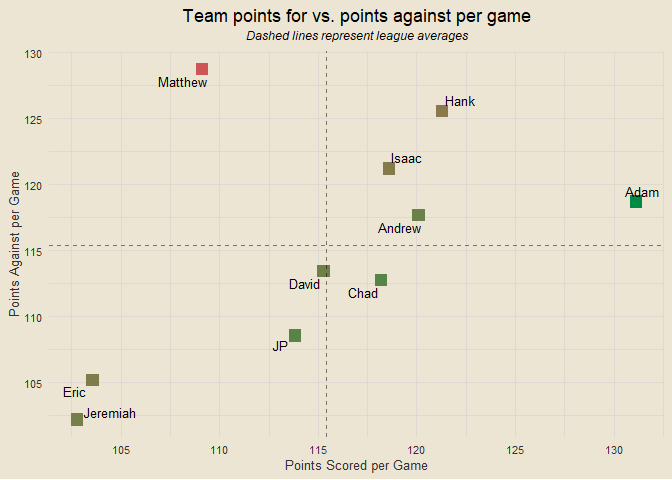 Team points for vs. points against per game
Dashed lines represent league averages
130
Matthew
Hank
125
Isaac
120
Adam
Andrew
115
David
Chad
110
JP
105
Eric
Jeremiah
105 110 115 120 125 130
Points Scored per Game
Points Against per Game